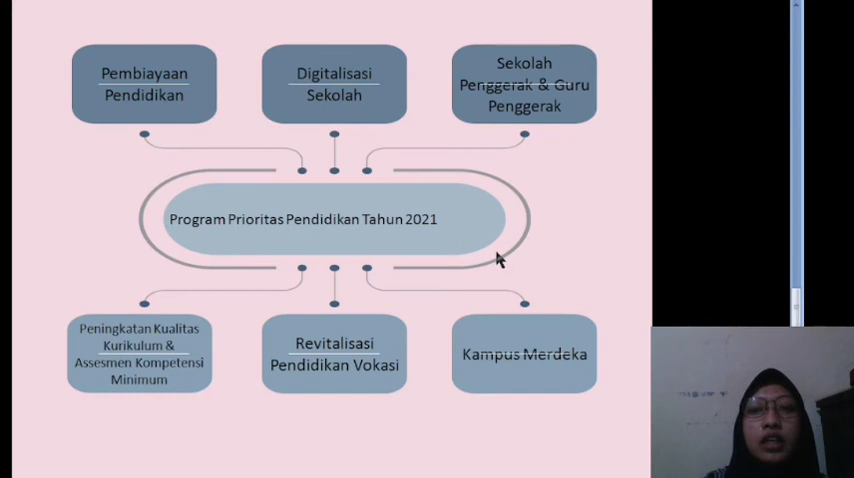 Pembiayaan
Pendidikan
Digitalisasi
Sekolah
Sekolah
Penggerak & Guru
Penggerak
Program Prioritas Pendidikan Tahun 2021
Peningkatan Kualitas
Kurikulum &
Assesmen Kompetensi
Minimum
Revitalisasi
Pendidikan Vokasi
Kampus Merdeka